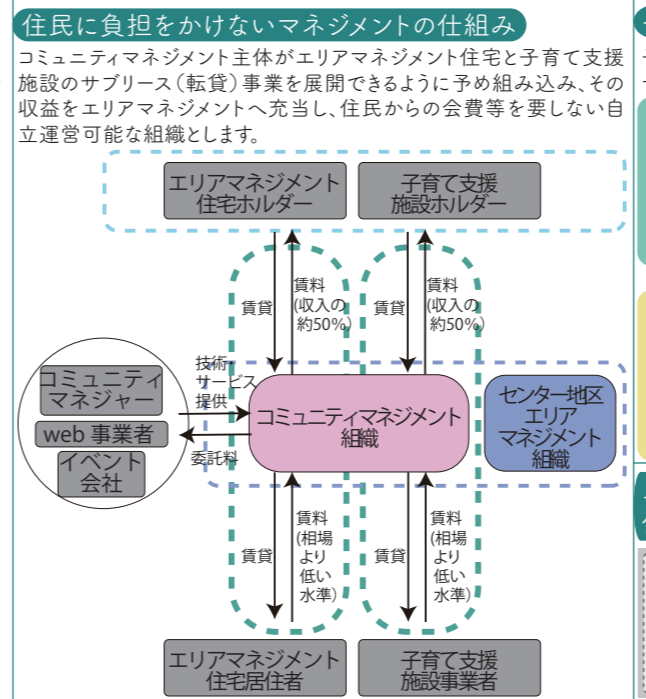 住民に負担をかけないマネジメントの仕組み
コミュニティマネジメント主体がエリアマネジメント住宅と子育て支援
施設のサブリース（転貸）事業を展開できるように予め組み込み、その
収益をエリアマネジメントへ充当し、住民からの会費等を要しない自
立運営可能な組織とします。
エリアマネジメント
住宅ホルダー
子育て支援
施設ホルダー
賃貸
賃料
(収入の
約50%)
賃貸
賃料
(収入の
約50%)
コミュニティ
マネジャー
web 事業者
イベント
会社
技術・
サービス
提供
委託料
コミュニティマネジメント
組織
センター地区
エリア
マネジメント
組織
賃貸
賃料
(相場
より
低い
水準)
賃貸
賃料
(相場
より
低い
水準)
エリアマネジメント
住宅居住者
子育て支援
施設事業者